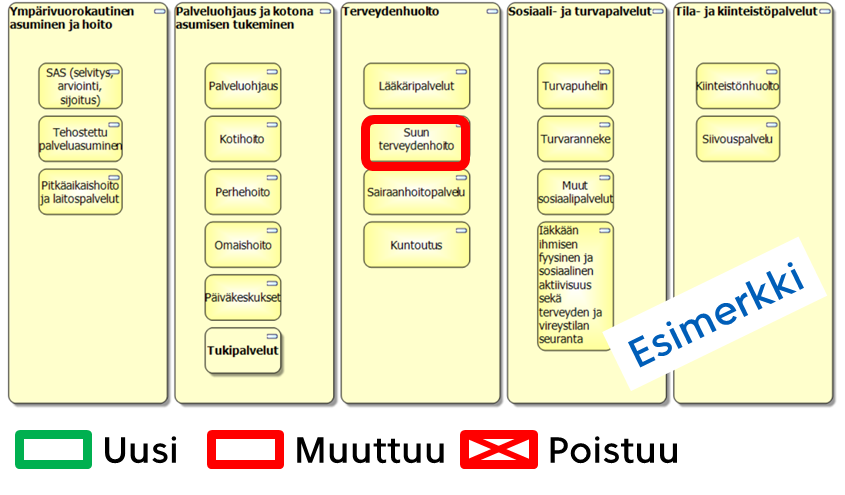 Ympärivuorokautinen
asuminen ja hoito
SAS (selvitys,
arviointi,
sijoitus)
Tehostettu
palveluasuminen
Pitkäaikaishoito
ja laitospalvelut
Palveluohjaus ja kotona
asumisen tukeminen
Palveluohjaus
Kotihoito
Perhehoito
Omaishoito
Päiväkeskukset
Tukipalvelut
Terveydenhuolto
Lääkäripalvelut
Suun
terveydenhoito
Sairaanhoitopalvelu
Kuntoutus
Sosiaali- ja turvapalvelut
Turvapuhelin
Turvaranneke
Muut
sosiaalipalvelut
Iäkkään
ihmisen
fyysinen ja
sosiaalinen
aktiivisuus
sekä
terveyden ja
vireystilan
seuranta
Tila- ja kiinteistöpalvelut
Kiinteistönhuolto
Siivouspalvelu
Esimerkki
Uusi
Muuttuu
Poistuu